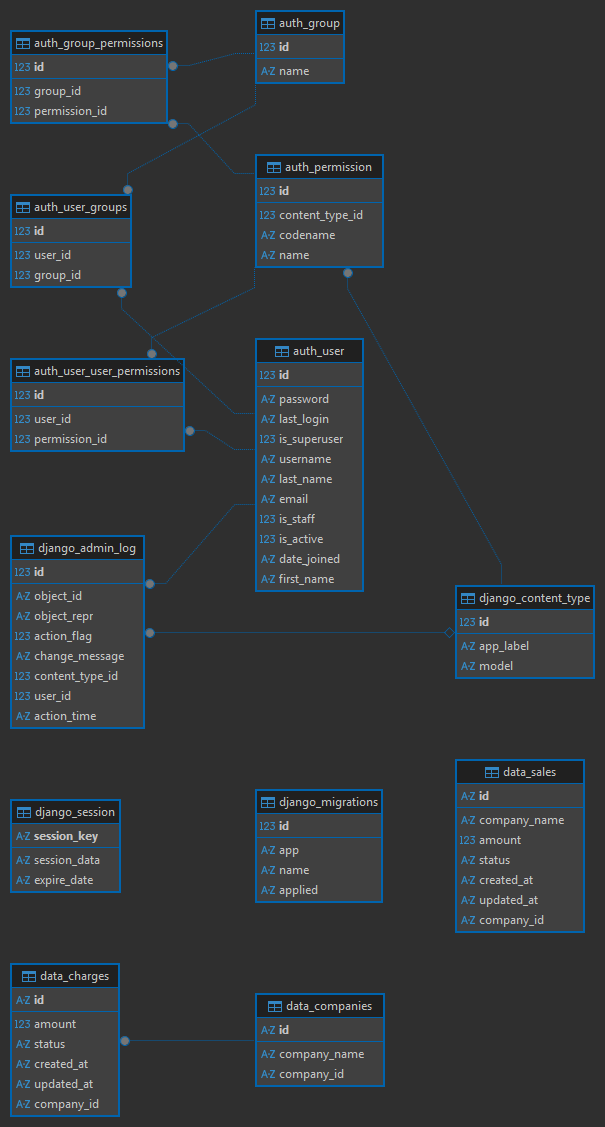 auth_group
123 id
A-Z name
auth_group_permissions
123 id
123 group_id
123 permission_id
auth_permission
123 id
123 content_type_id
A-Z codename
A-Z name
auth_user_groups
123 id
123 user_id
123 group_id
auth_user
123 id
A-Z password
A-Z last_login
123 is_superuser
A-Z username
A-Z last_name
A-Z email
123 is_staff
123 is_active
A-Z date_joined
A-Z first_name
auth_user_user_permissions
123 id
123 user_id
123 permission_id
django_admin_log
123 id
A-Z object_id
A-Z object_repr
123 action_flag
A-Z change_message
123 content_type_id
123 user_id
A-Z action_time
django_content_type
123 id
A-Z app_label
A-Z model
data_sales
A-Z id
A-Z company_name
123 amount
A-Z status
A-Z created_at
A-Z updated_at
A-Z company_id
django_session
A-Z session_key
A-Z session_data
A-Z expire_date
django_migrations
123 id
A-Z app
A-Z name
A-Z applied
data_charges
A-Z id
123 amount
A-Z status
A-Z created_at
A-Z updated_at
A-Z company_id
data_companies
A-Z id
A-Z company_name
A-Z company_id